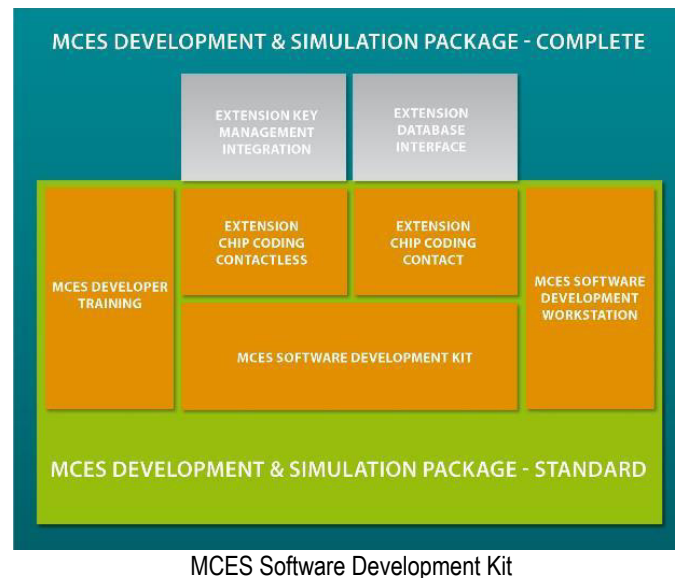 MCES DEVELOPMENT & SIMULATION PACKAGE - COMPLETE
EXTENSION KEY
MANAGEMENT
INTEGRATION
EXTENSION
DATABASE
INTERFACE
MCES DEVELOPER
TRAINING
EXTENSION
CHIP CODING
CONTACTLESS
EXTENSION
CHIP CODING
CONTACT
MCES SOFTWARE
DEVELOPMENT
WORKSTATION
MCES SOFTWARE DEVELOPMENT KIT
MCES DEVELOPMENT & SIMULATION PACKAGE - STANDARD
MCES Software Development Kit